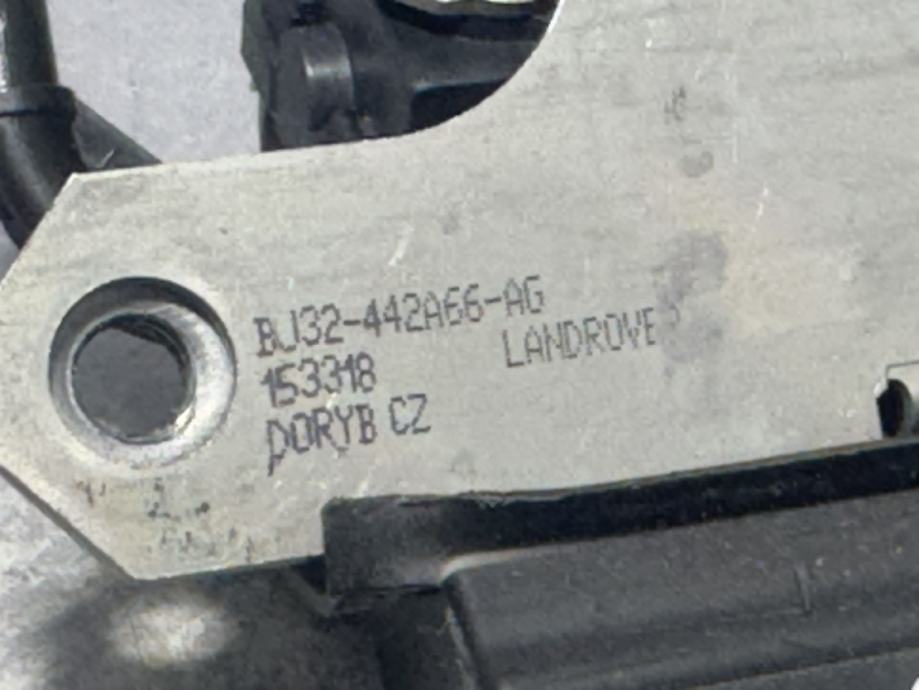 BJ32-442A66-AG
LANDROVE
153318
DORYB CZ